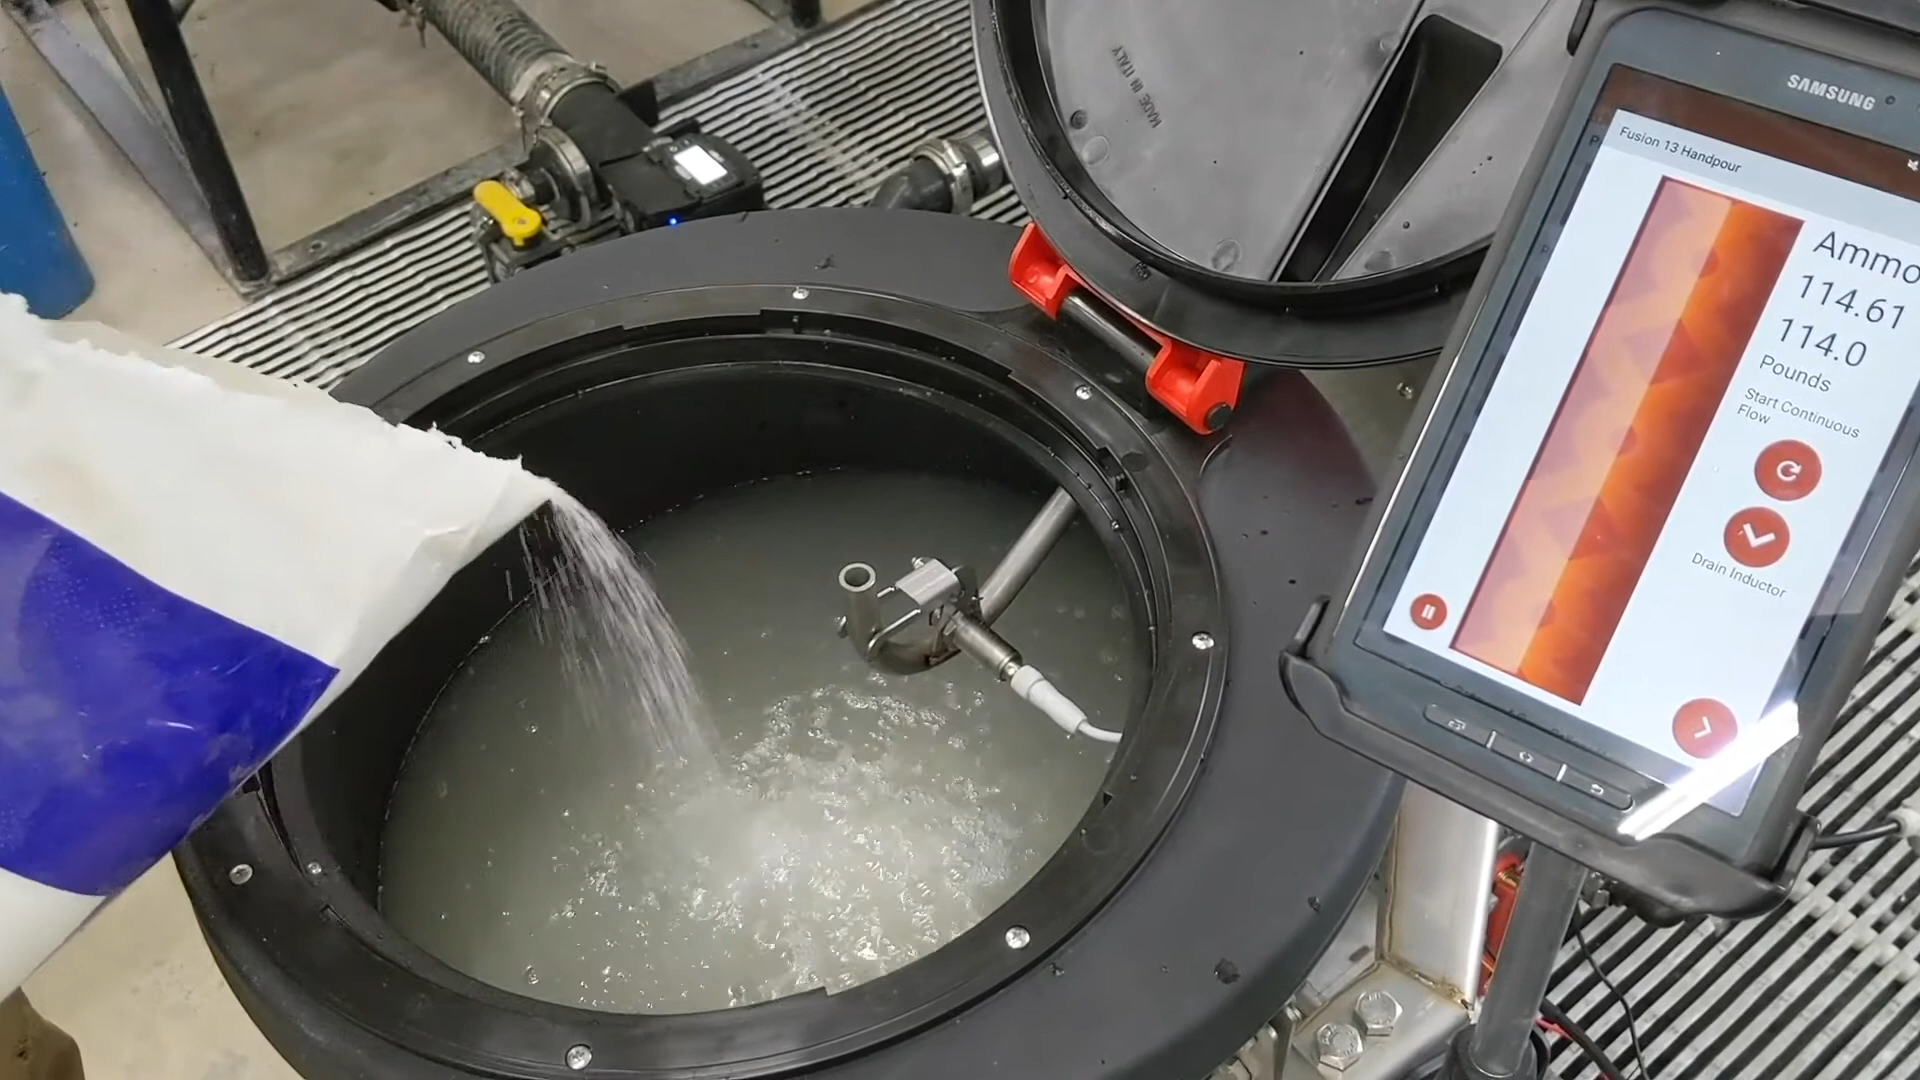 MADE IN ITALY
SAMSUNG
Fusion 13 Handpour
Ammo
114.61
114.0
Pounds
Start Continuous
Flow
Drain Inductor